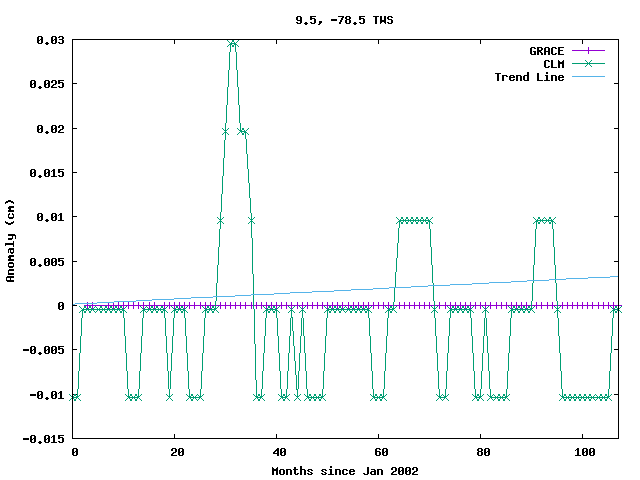 9.5, -78.5 TWS
GRACE
CLM
Trend Line
0.03
0.025
0.02
0.015
0.01
0.005
0
-0.005
-0.01
-0.015
Anomaly (cm)
0 20 40 60 80 100
Months since Jan 2002